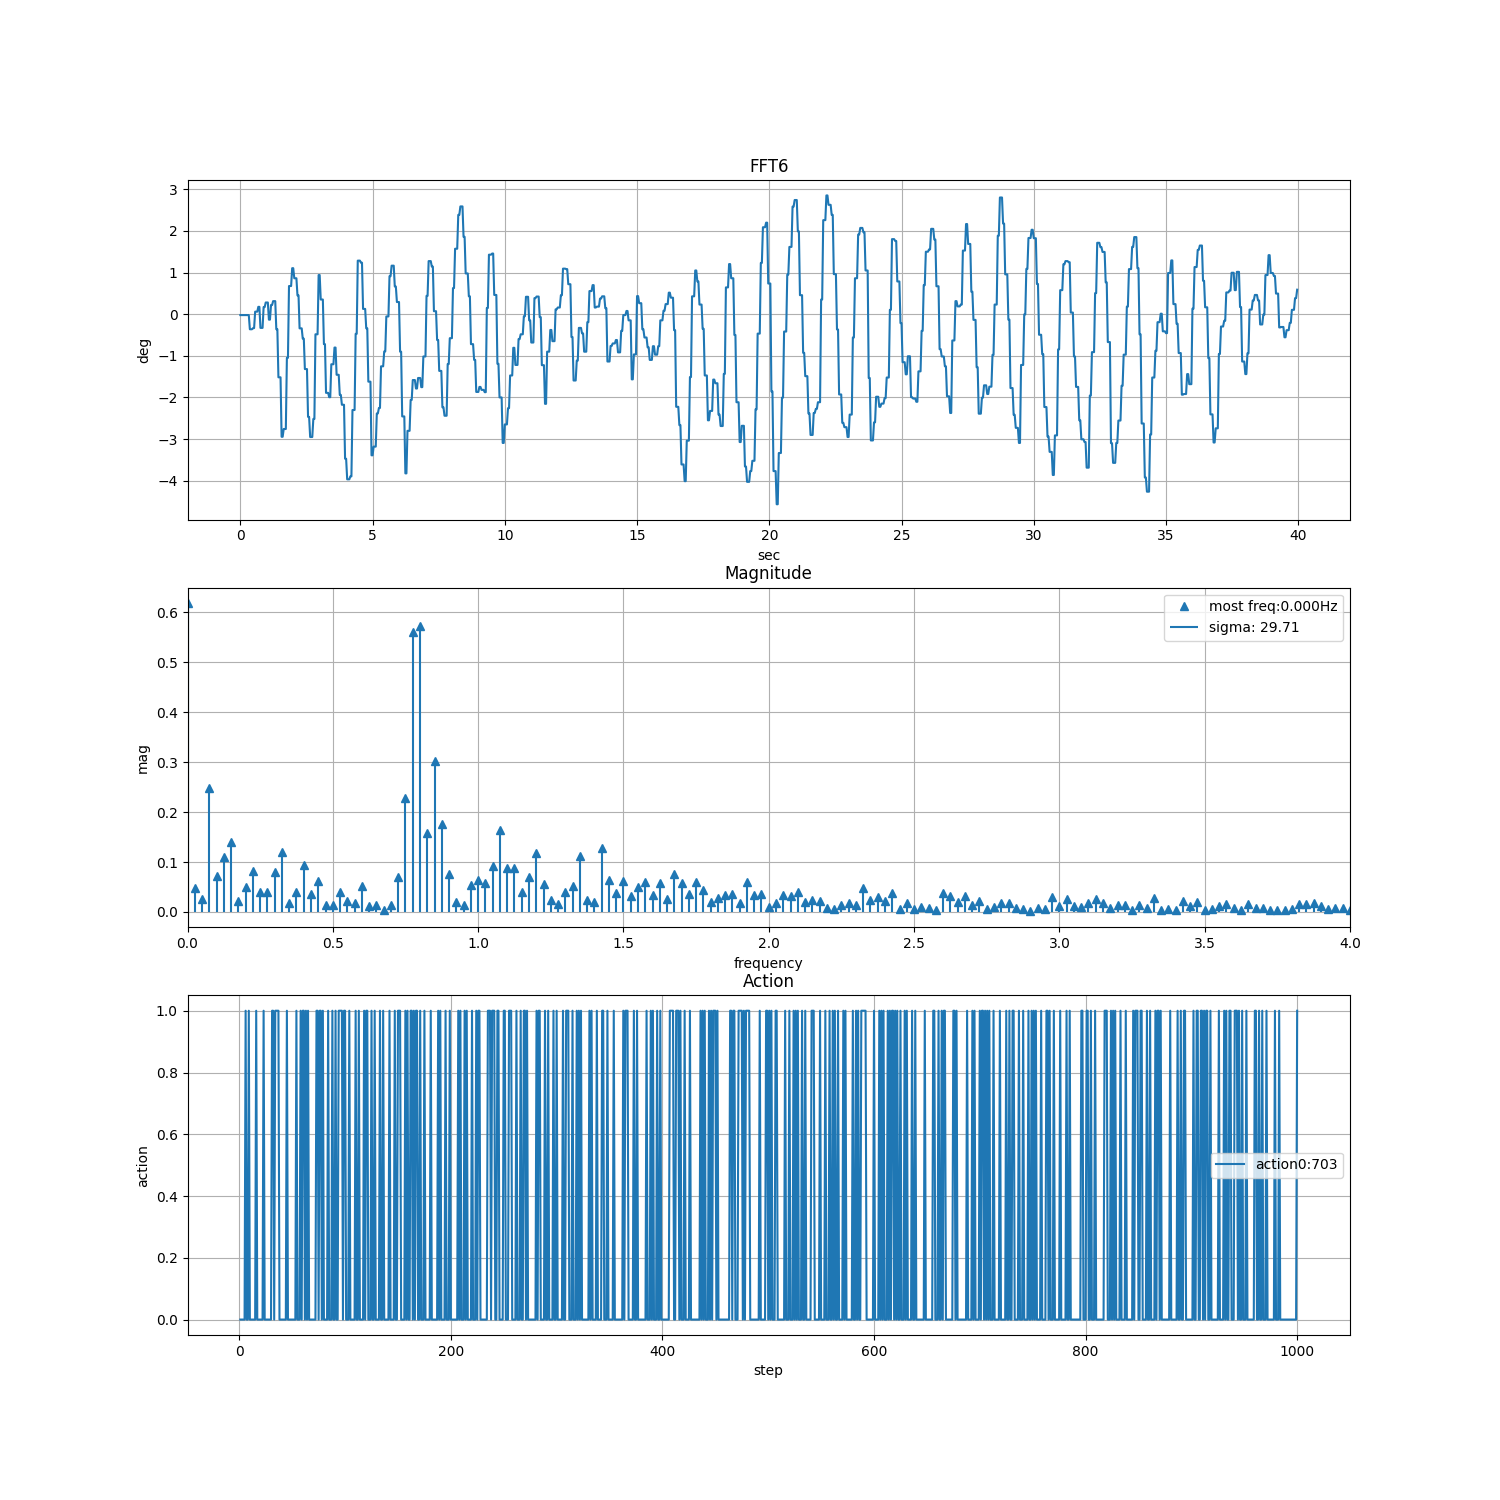 FFT6
3
2
1
0
−1
−2
−3
−4
deg
0 5 10 15 20 25 30 35 40
sec
Magnitude
most freq:0.000Hz
sigma: 29.71
0.6
0.5
0.4
0.3
0.2
0.1
0.0
mag
0.0 0.5 1.0 1.5 2.0 2.5 3.0 3.5 4.0
frequency
Action
1.0
0.8
0.6
0.4
0.2
0.0
action
action0:703
0 200 400 600 800 1000
step